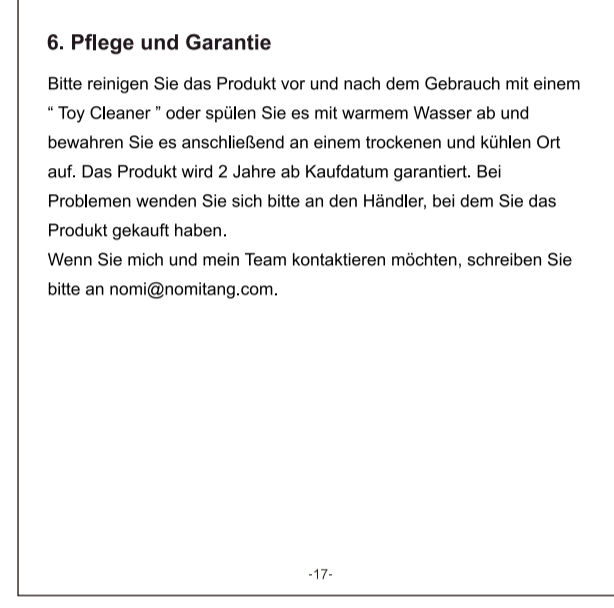 6. Pflege und Garantie
Bitte reinigen Sie das Produkt vor und nach dem Gebrauch mit einem
“ Toy Cleaner ” oder spülen Sie es mit warmem Wasser ab und
bewahren Sie es anschließend an einem trockenen und kühlen Ort
auf. Das Produkt wird 2 Jahre ab Kaufdatum garantiert. Bei
Problemen wenden Sie sich bitte an den Händler, bei dem Sie das
Produkt gekauft haben.
Wenn Sie mich und mein Team kontaktieren möchten, schreiben Sie
bitte an nomi@nomitang.com.
-17-